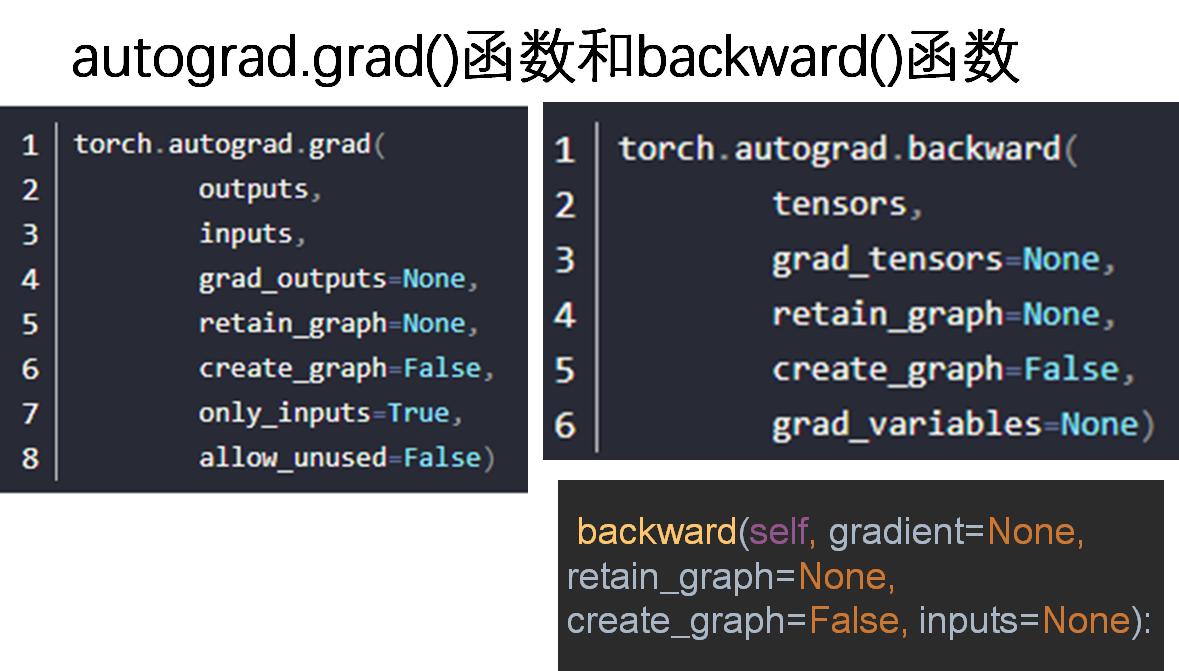 autograd.grad()函数和backward()函数
1 torch.autograd.grad(
2 outputs,
3 inputs,
4 grad_outputs=None,
5 retain_graph=None,
6 create_graph=False,
7 only_inputs=True,
8 allow_unused=False)
1 torch.autograd.backward(
2 tensors,
3 grad_tensors=None,
4 retain_graph=None,
5 create_graph=False,
6 grad_variables=None)
backward(self, gradient=None,
retain_graph=None,
create_graph=False, inputs=None):